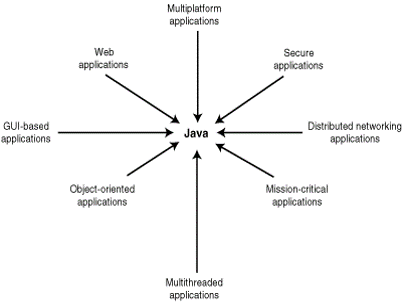 Multiplatform
applications
Web
applications
Secure
applications
GUI-based
applications
Java
Distributed networking
applications
Object-oriented
applications
Mission-critical
applications
Multithreaded
applications